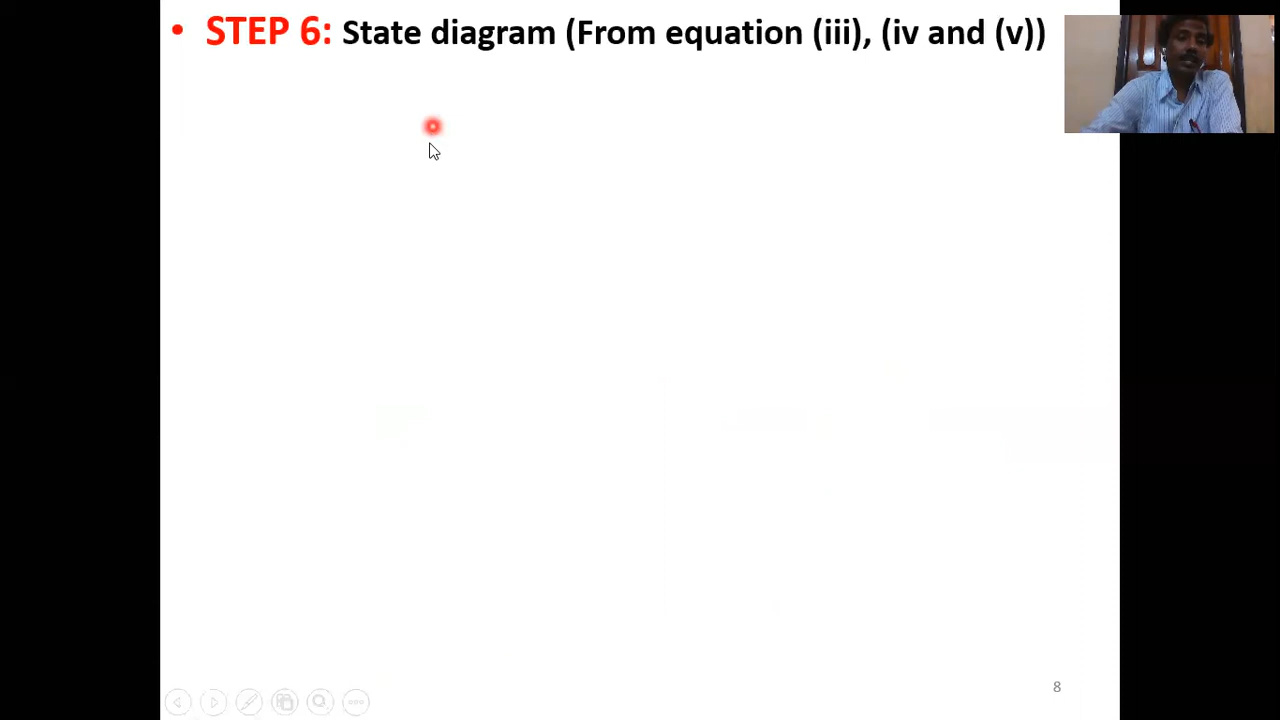 • STEP 6: State diagram (From equation (iii), (iv and (v))
8